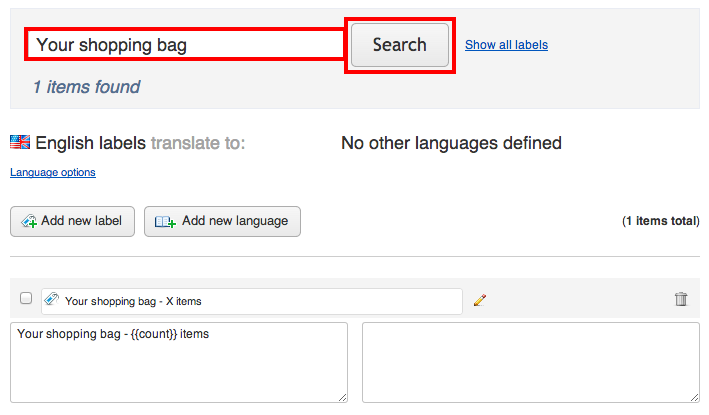 Your shopping bag Search Show all labels
1 items found
English labels translate to: No other languages defined
Language options
Add new label Add new language (1 items total)
Your shopping bag - X items
Your shopping bag - {{count}} items